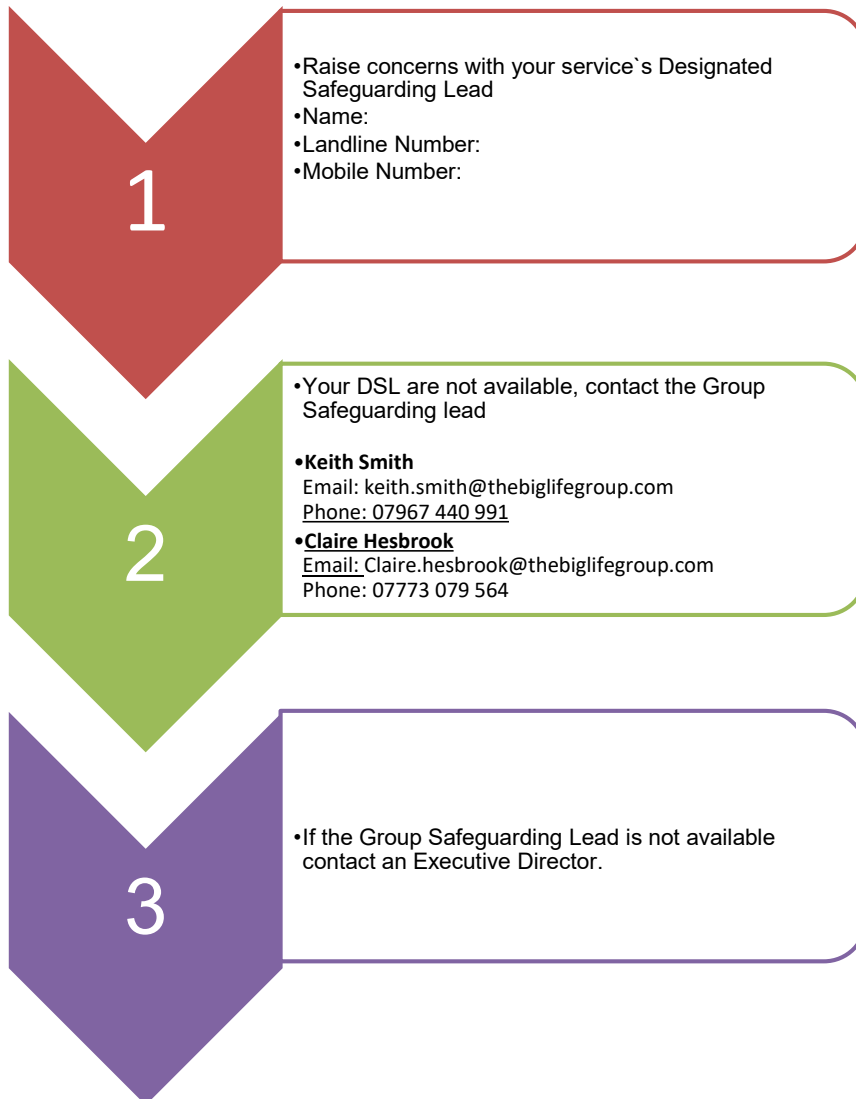 1
•Raise concerns with your service`s Designated
Safeguarding Lead
•Name:
•Landline Number:
•Mobile Number:
2
•Your DSL are not available, contact the Group
Safeguarding lead
•Keith Smith
Email: keith.smith@thebiglifegroup.com
Phone: 07967 440 991
•Claire Hesbrook
Email: Claire.hesbrook@thebiglifegroup.com
Phone: 07773 079 564
3
•If the Group Safeguarding Lead is not available
contact an Executive Director.